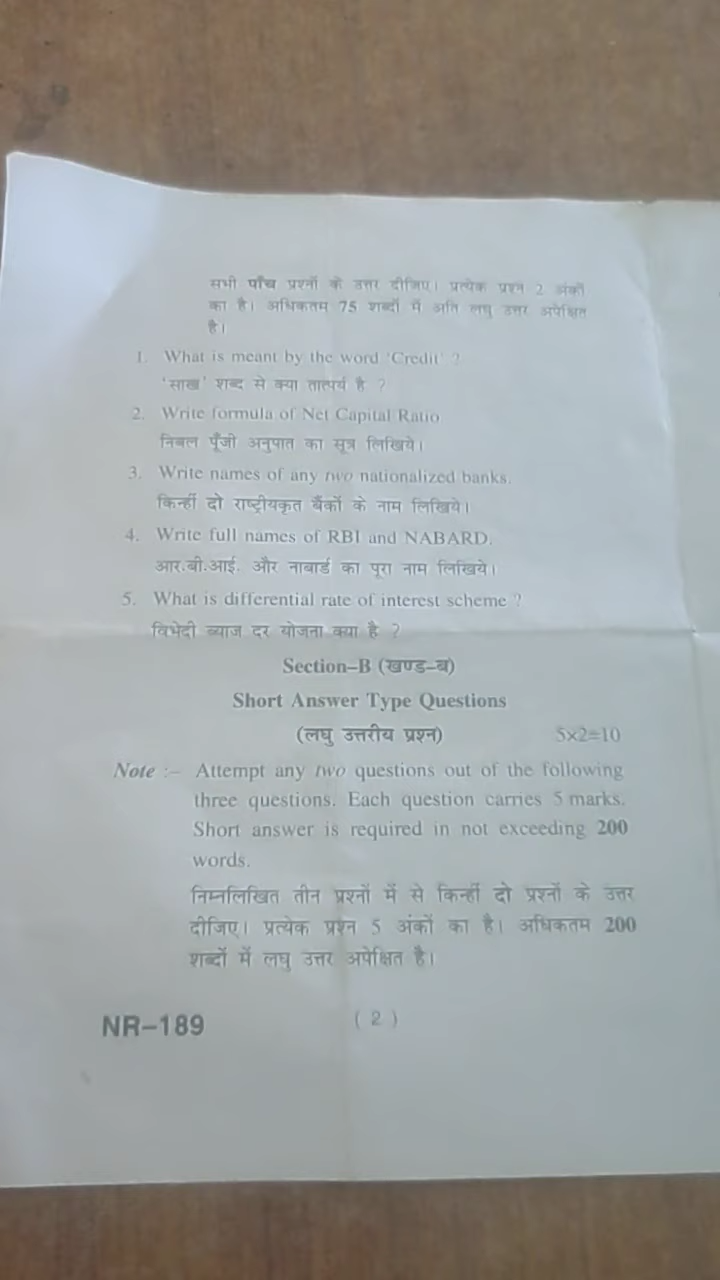 सभी पाँच प्रश्नों के उत्तर दीजिए। प्रत्येक प्रश्न 2 अंकों
का है। अधिकतम 75 शब्दों में अति लघु उत्तर अपेक्षित
है।
1. What is meant by the word 'Credit' ?
'साख' शब्द से क्या तात्पर्य है ?
2. Write formula of Net Capital Ratio
निबल पूँजी अनुपात का सूत्र लिखिये।
3. Write names of any two nationalized banks.
किन्हीं दो राष्ट्रीयकृत बैंकों के नाम लिखिये।
4. Write full names of RBI and NABARD.
आर.बी.आई. और नाबार्ड का पूरा नाम लिखिये।
5. What is differential rate of interest scheme ?
विभेदी ब्याज दर योजना क्या है ?
Section–B (खण्ड–ब)
Short Answer Type Questions
(लघु उत्तरीय प्रश्न) 5×2=10
Note :– Attempt any two questions out of the following
three questions. Each question carries 5 marks.
Short answer is required in not exceeding 200
words.
निम्नलिखित तीन प्रश्नों में से किन्हीं दो प्रश्नों के उत्तर
दीजिए। प्रत्येक प्रश्न 5 अंकों का है। अधिकतम 200
शब्दों में लघु उत्तर अपेक्षित है।
NR–189 ( 2 )